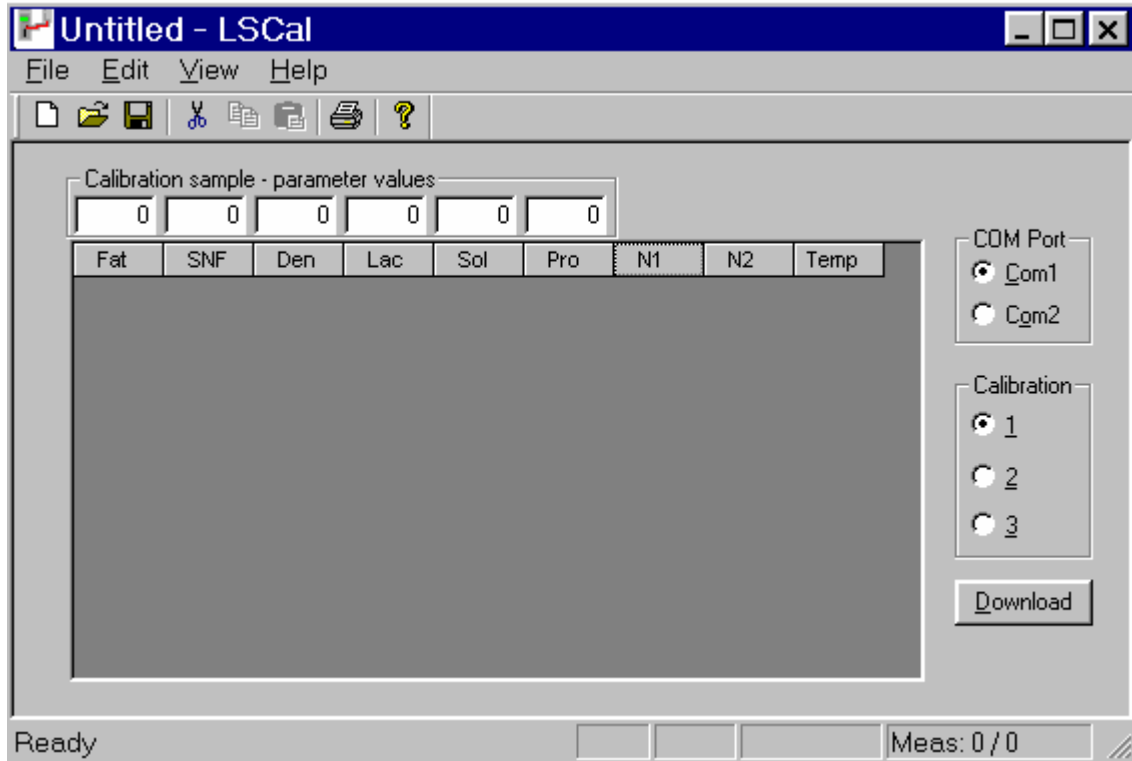 Untitled - LSCal
File Edit View Help
Calibration sample - parameter values
0 0 0 0 0 0
Fat SNF Den Lac Sol Pro N1 N2 Temp
COM Port
Com1
Com2
Calibration
1
2
3
Download
Ready
Meas: 0 / 0